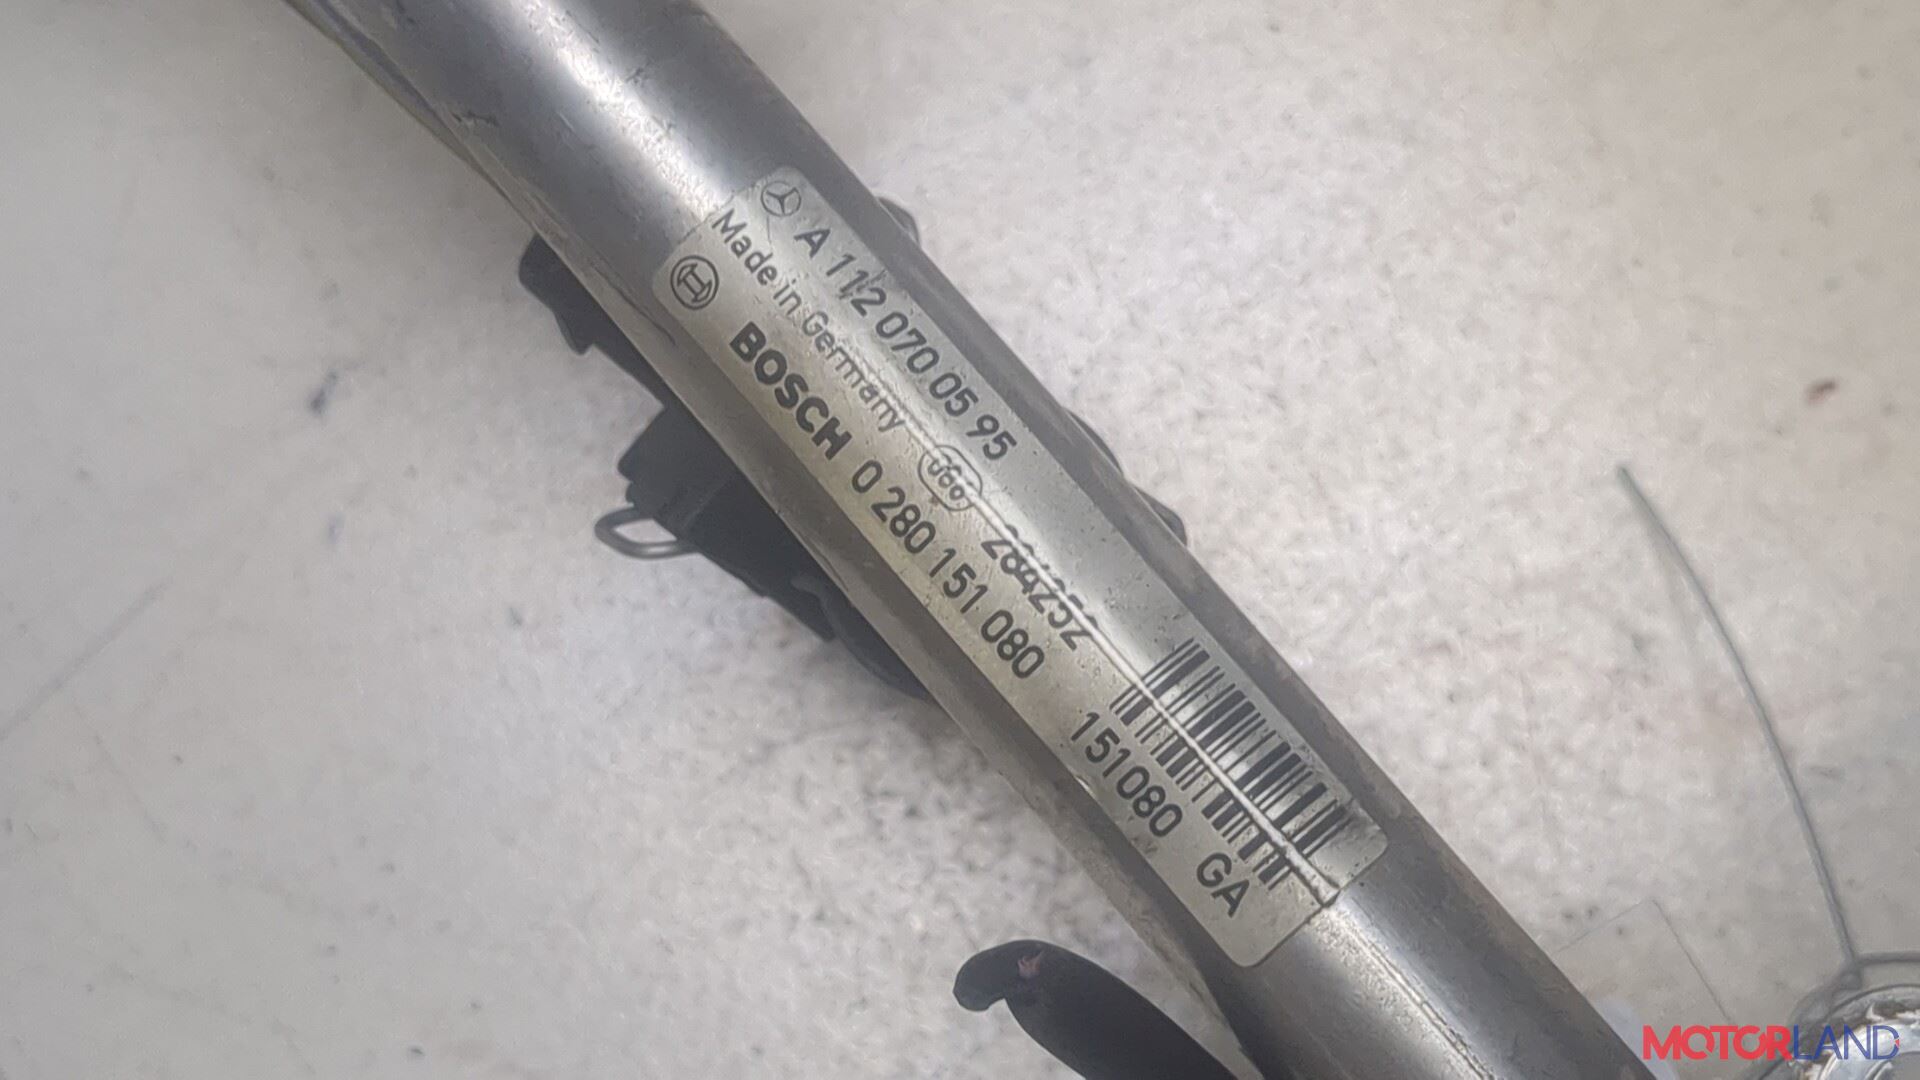 A 112 070 05 95
Made in Germany 284252
BOSCH 0 280 151 080
151080 GA
MOTORLAND